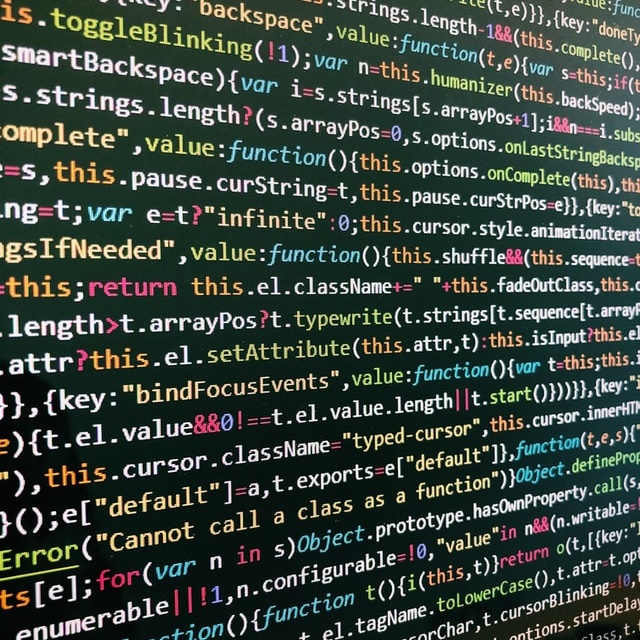 {key:"backspace",value:function(t,e){var s=this;if(
is.toggleBlinking(!1);var n=this.humanizer(this.backSpeed);
smartBackspace){var i=s.strings[s.arrayPos+1];i&&n===i.subs
s.strings.length?(s.arrayPos=0,s.options.onLastStringBacksp
complete",value:function(){this.options.onComplete(this),th
=s,this.pause.curString=t,this.pause.curStrPos=e}},{key:"to
ng=t;var e=t?"infinite":0;this.cursor.style.animationIterat
ngsIfNeeded",value:function(){this.shuffle&&(this.sequence=
=this;return this.el.className+=" "+this.fadeOutClass,this.c
.length>t.arrayPos?t.typewrite(t.strings[t.sequence[t.arrayP
.attr?this.el.setAttribute(this.attr,t):this.isInput?this.el
}},{key:"bindFocusEvents",value:function(){var t=this;this
e){t.el.value&&0!==t.el.value.length||t.start()})}},{key:"i
"),this.cursor.className="typed-cursor",this.cursor.innerHTM
}();e["default"]=a,t.exports=e["default"]},function(t,e,s){"
Error("Cannot call a class as a function")}Object.defineProp
ts[e];for(var n in s)Object.prototype.hasOwnProperty.call(s,
enumerable||!1,n.configurable=!0,"value"in n&&(n.writable=
ction(){function t(){i(this,t)}return o(t,[{key:"
t.el.tagName.toLowerCase(),t.attr=t.op
sorChar,t.cursorBlinking=!0,t
options.startDelay